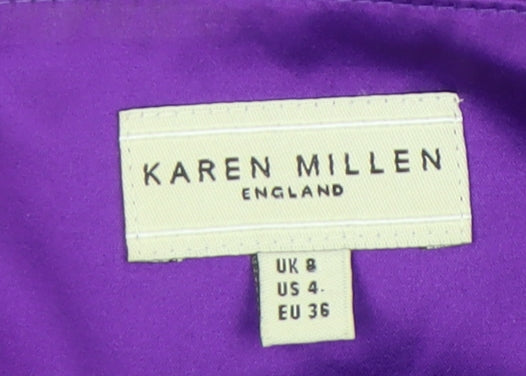 KAREN MILLEN
ENGLAND
UK 8
US 4
EU 36